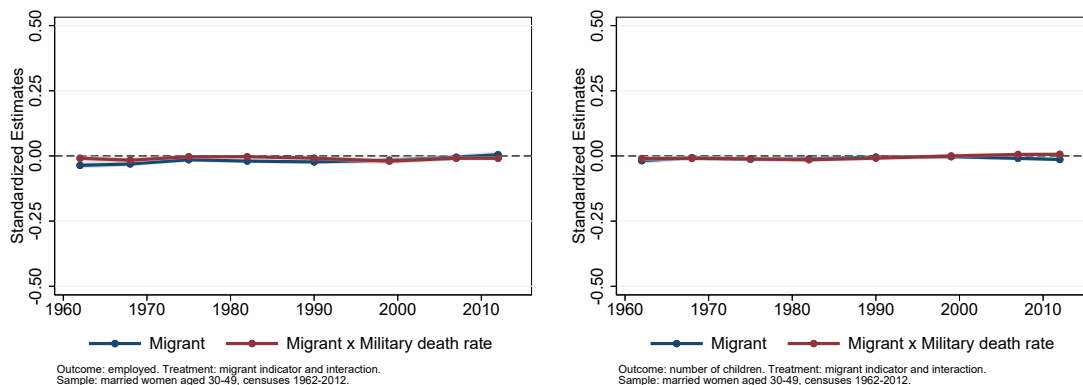 0.50
0.25
0.00
-0.25
-0.50
Standardized Estimates
1960 1970 1980 1990 2000 2010
Migrant Migrant x Military death rate
Outcome: employed. Treatment: migrant indicator and interaction.
Sample: married women aged 30-49, censuses 1962-2012.
0.50
0.25
0.00
-0.25
-0.50
Standardized Estimates
1960 1970 1980 1990 2000 2010
Migrant Migrant x Military death rate
Outcome: number of children. Treatment: migrant indicator and interaction.
Sample: married women aged 30-49, censuses 1962-2012.